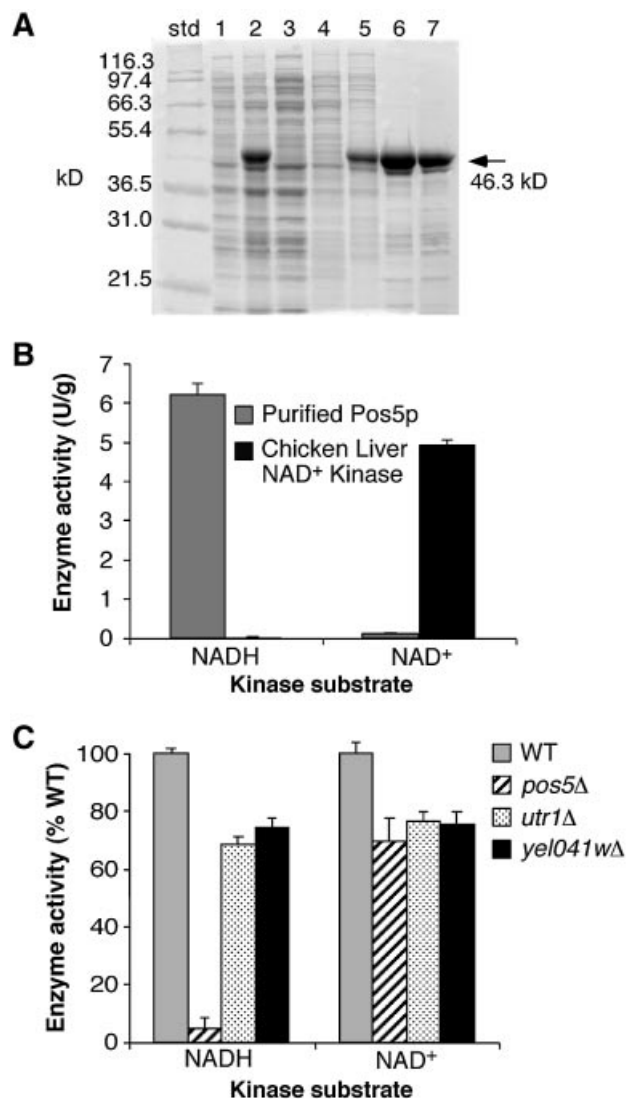 A
std 1 2 3 4 5 6 7
116.3
97.4
66.3
55.4
kD
36.5
31.0
21.5
46.3 kD
B
Enzyme activity (U/g)
7
6
5
4
3
2
1
0
Purified Pos5p
Chicken Liver
NAD+ Kinase
NADH NAD+
Kinase substrate
C
Enzyme activity (% WT)
100
80
60
40
20
0
WT
pos5Δ
utr1Δ
yel041wΔ
NADH NAD+
Kinase substrate